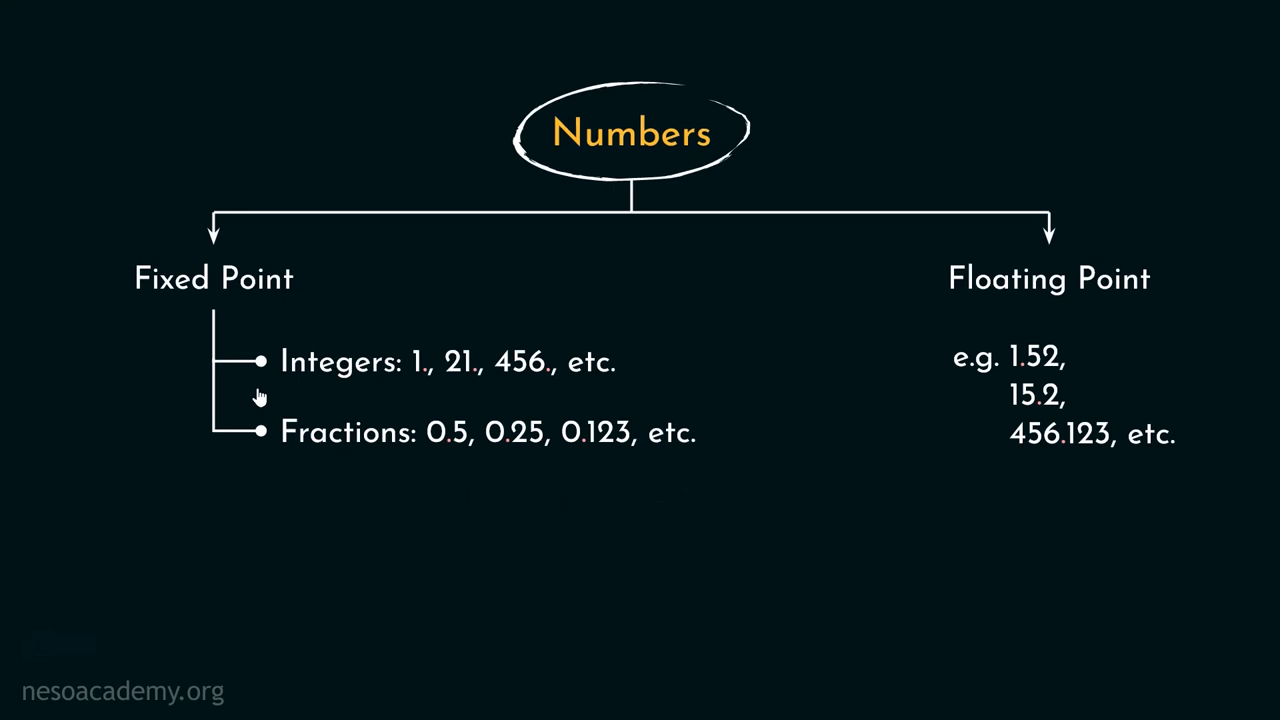 Numbers
Fixed Point
Floating Point
Integers: 1., 21., 456., etc.
Fractions: 0.5, 0.25, 0.123, etc.
e.g. 1.52,
15.2,
456.123, etc.
nesoacademy.org